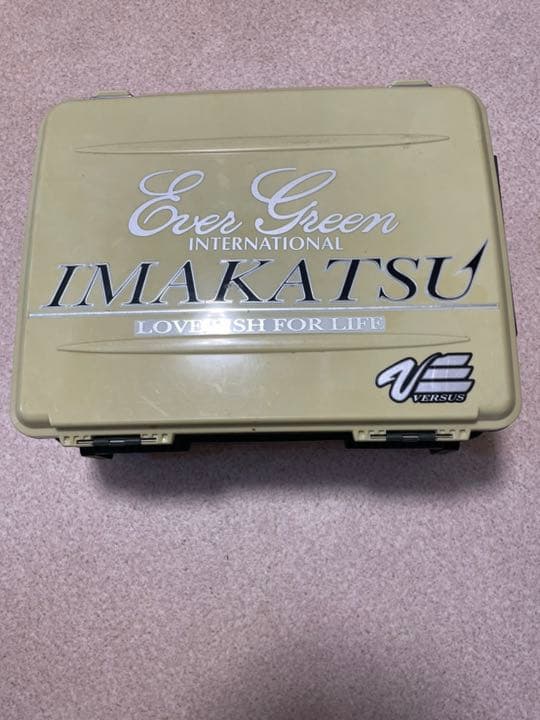 Ever Green
INTERNATIONAL
IMAKATSU
LOVE FISH FOR LIFE
VERSUS